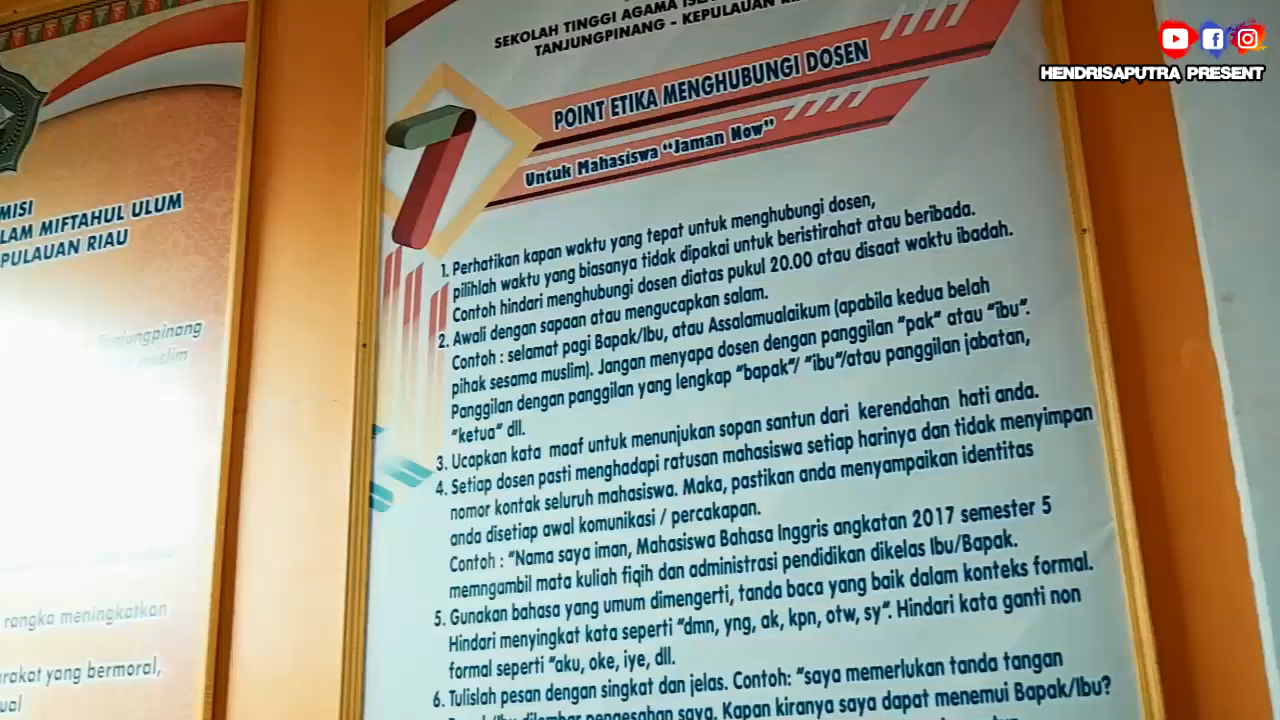 HENDRISAPUTRA PRESENT
MISI
LAM MIFTAHUL ULUM
PULAUAN RIAU
Tanjungpinang
muslim
rangka meningkatkan
arakat yang bermoral,
ual
SEKOLAH TINGGI AGAMA
TANJUNGPINANG - KEPULAUAN
7
POINT ETIKA MENGHUBUNGI DOSEN
Untuk Mahasiswa "Jaman Now"
1. Perhatikan kapan waktu yang tepat untuk menghubungi dosen,
pilihlah waktu yang biasanya tidak dipakai untuk beristirahat atau beribada.
Contoh hindari menghubungi dosen diatas pukul 20.00 atau disaat waktu ibadah.
2. Awali dengan sapaan atau mengucapkan salam.
Contoh : selamat pagi Bapak/Ibu, atau Assalamualaikum (apabila kedua belah
pihak sesama muslim). Jangan menyapa dosen dengan panggilan "pak" atau "ibu".
Panggilan dengan panggilan yang lengkap "bapak"/ "ibu"/atau panggilan jabatan,
"ketua" dll.
3. Ucapkan kata maaf untuk menunjukan sopan santun dari kerendahan hati anda.
4. Setiap dosen pasti menghadapi ratusan mahasiswa setiap harinya dan tidak menyimpan
nomor kontak seluruh mahasiswa. Maka, pastikan anda menyampaikan identitas
anda disetiap awal komunikasi / percakapan.
Contoh : "Nama saya iman, Mahasiswa Bahasa Inggris angkatan 2017 semester 5
memngambil mata kuliah fiqih dan administrasi pendidikan dikelas Ibu/Bapak.
5. Gunakan bahasa yang umum dimengerti, tanda baca yang baik dalam konteks formal.
Hindari menyingkat kata seperti "dmn, yng, ak, kpn, otw, sy". Hindari kata ganti non
formal seperti "aku, oke, iye, dll.
6. Tulislah pesan dengan singkat dan jelas. Contoh: "saya memerlukan tanda tangan
Bapak/Ibu dilembar pengesahan saya. Kapan kiranya saya dapat menemui Bapak/Ibu?